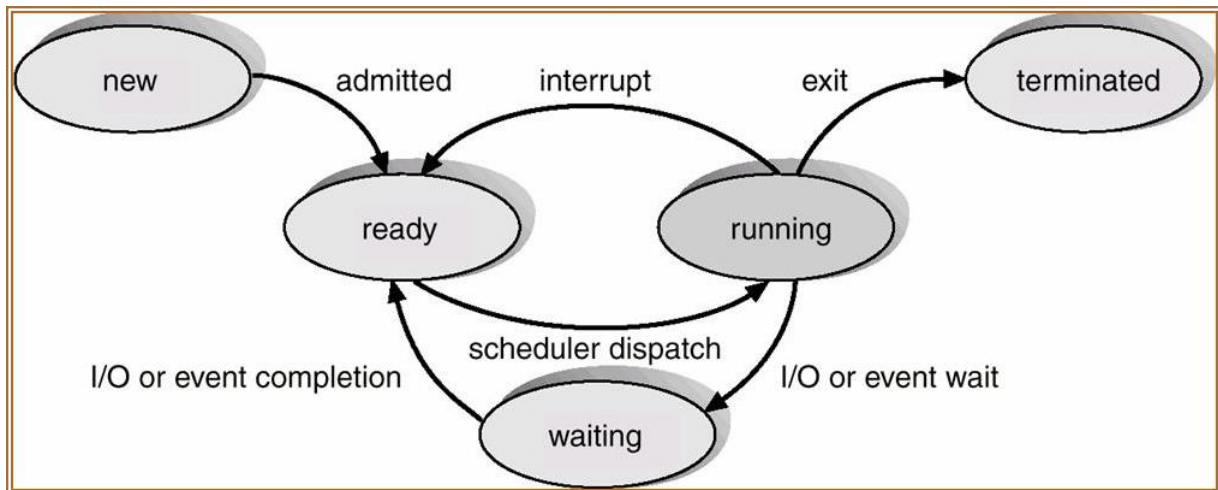 new
admitted
interrupt
exit
terminated
ready
running
scheduler dispatch
I/O or event completion
I/O or event wait
waiting